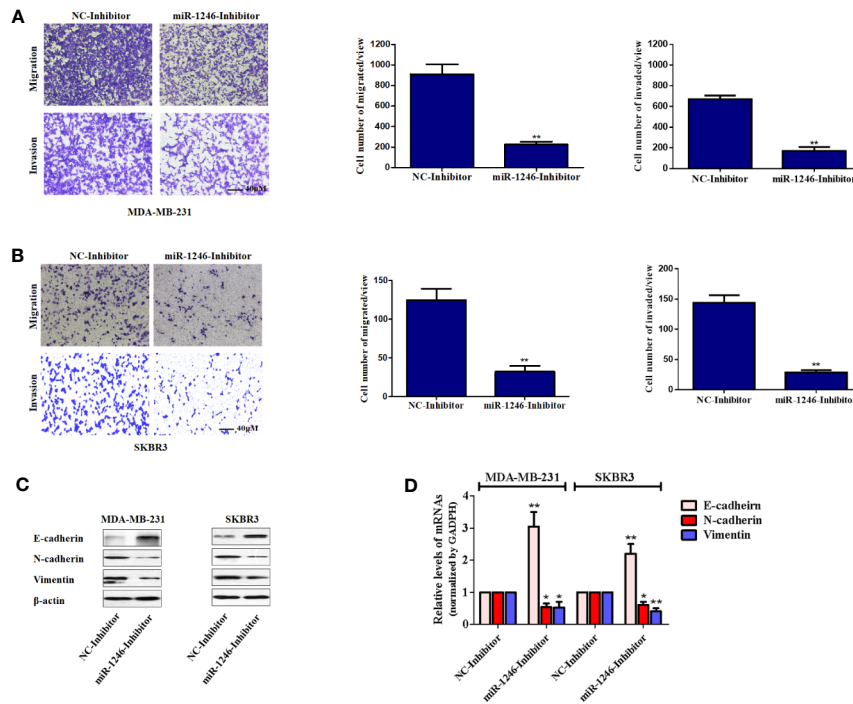 A
NC-Inhibitor miR-1246-Inhibitor
Migration
Invasion
40μM
MDA-MB-231
Cell number of migrated/view
1200
1000
800
600
400
200
0
**
NC-Inhibitor miR-1246-Inhibitor
Cell number of invaded/view
1200
1000
800
600
400
200
0
**
NC-Inhibitor miR-1246-Inhibitor
B
NC-Inhibitor miR-1246-Inhibitor
Migration
Invasion
40μM
SKBR3
Cell number of migrated/view
150
100
50
0
**
NC-Inhibitor miR-1246-Inhibitor
Cell number of invaded/view
200
150
100
50
0
**
NC-Inhibitor miR-1246-Inhibitor
C
MDA-MB-231 SKBR3
E-cadherin
N-cadherin
Vimentin
β-actin
NC-Inhibitor
miR-1246-Inhibitor
NC-Inhibitor
miR-1246-Inhibitor
D
MDA-MB-231 SKBR3
Relative levels of mRNAs
(normalized by GADPH)
4
3
2
1
0
**
*
*
**
*
**
NC-Inhibitor
miR-1246-Inhibitor
NC-Inhibitor
miR-1246-Inhibitor
E-cadheirn
N-cadherin
Vimentin